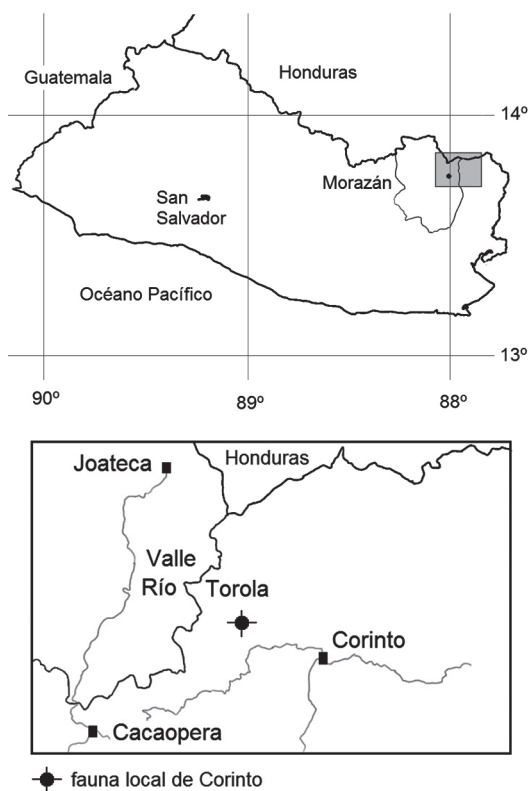 Guatemala
Honduras
14º
Morazán
San
Salvador
Océano Pacífico
13º
90º
89º
88º
Joateca
Honduras
Valle
Río Torola
Corinto
Cacaopera
fauna local de Corinto